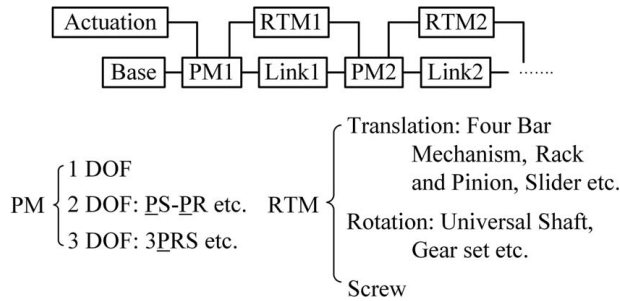 Actuation RTM1 RTM2
Base PM1 Link1 PM2 Link2 ........
PM
1 DOF
2 DOF: PS-PR etc.
3 DOF: 3PRS etc.
RTM
Translation: Four Bar
Mechanism, Rack
and Pinion, Slider etc.
Rotation: Universal Shaft,
Gear set etc.
Screw